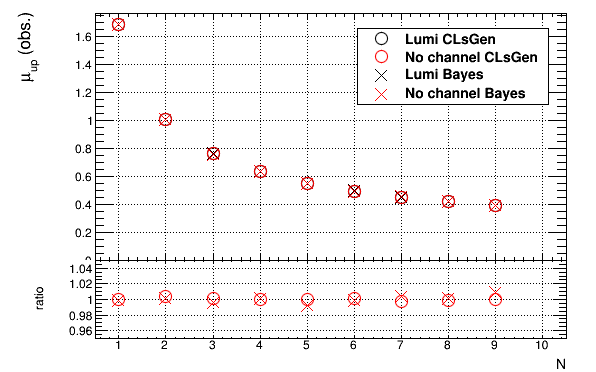 μup (obs.)
1.6
1.4
1.2
1
0.8
0.6
0.4
0.2
Lumi CLsGen
No channel CLsGen
Lumi Bayes
No channel Bayes
ratio
1.04
1.02
1
0.98
0.96
1 2 3 4 5 6 7 8 9 10
N